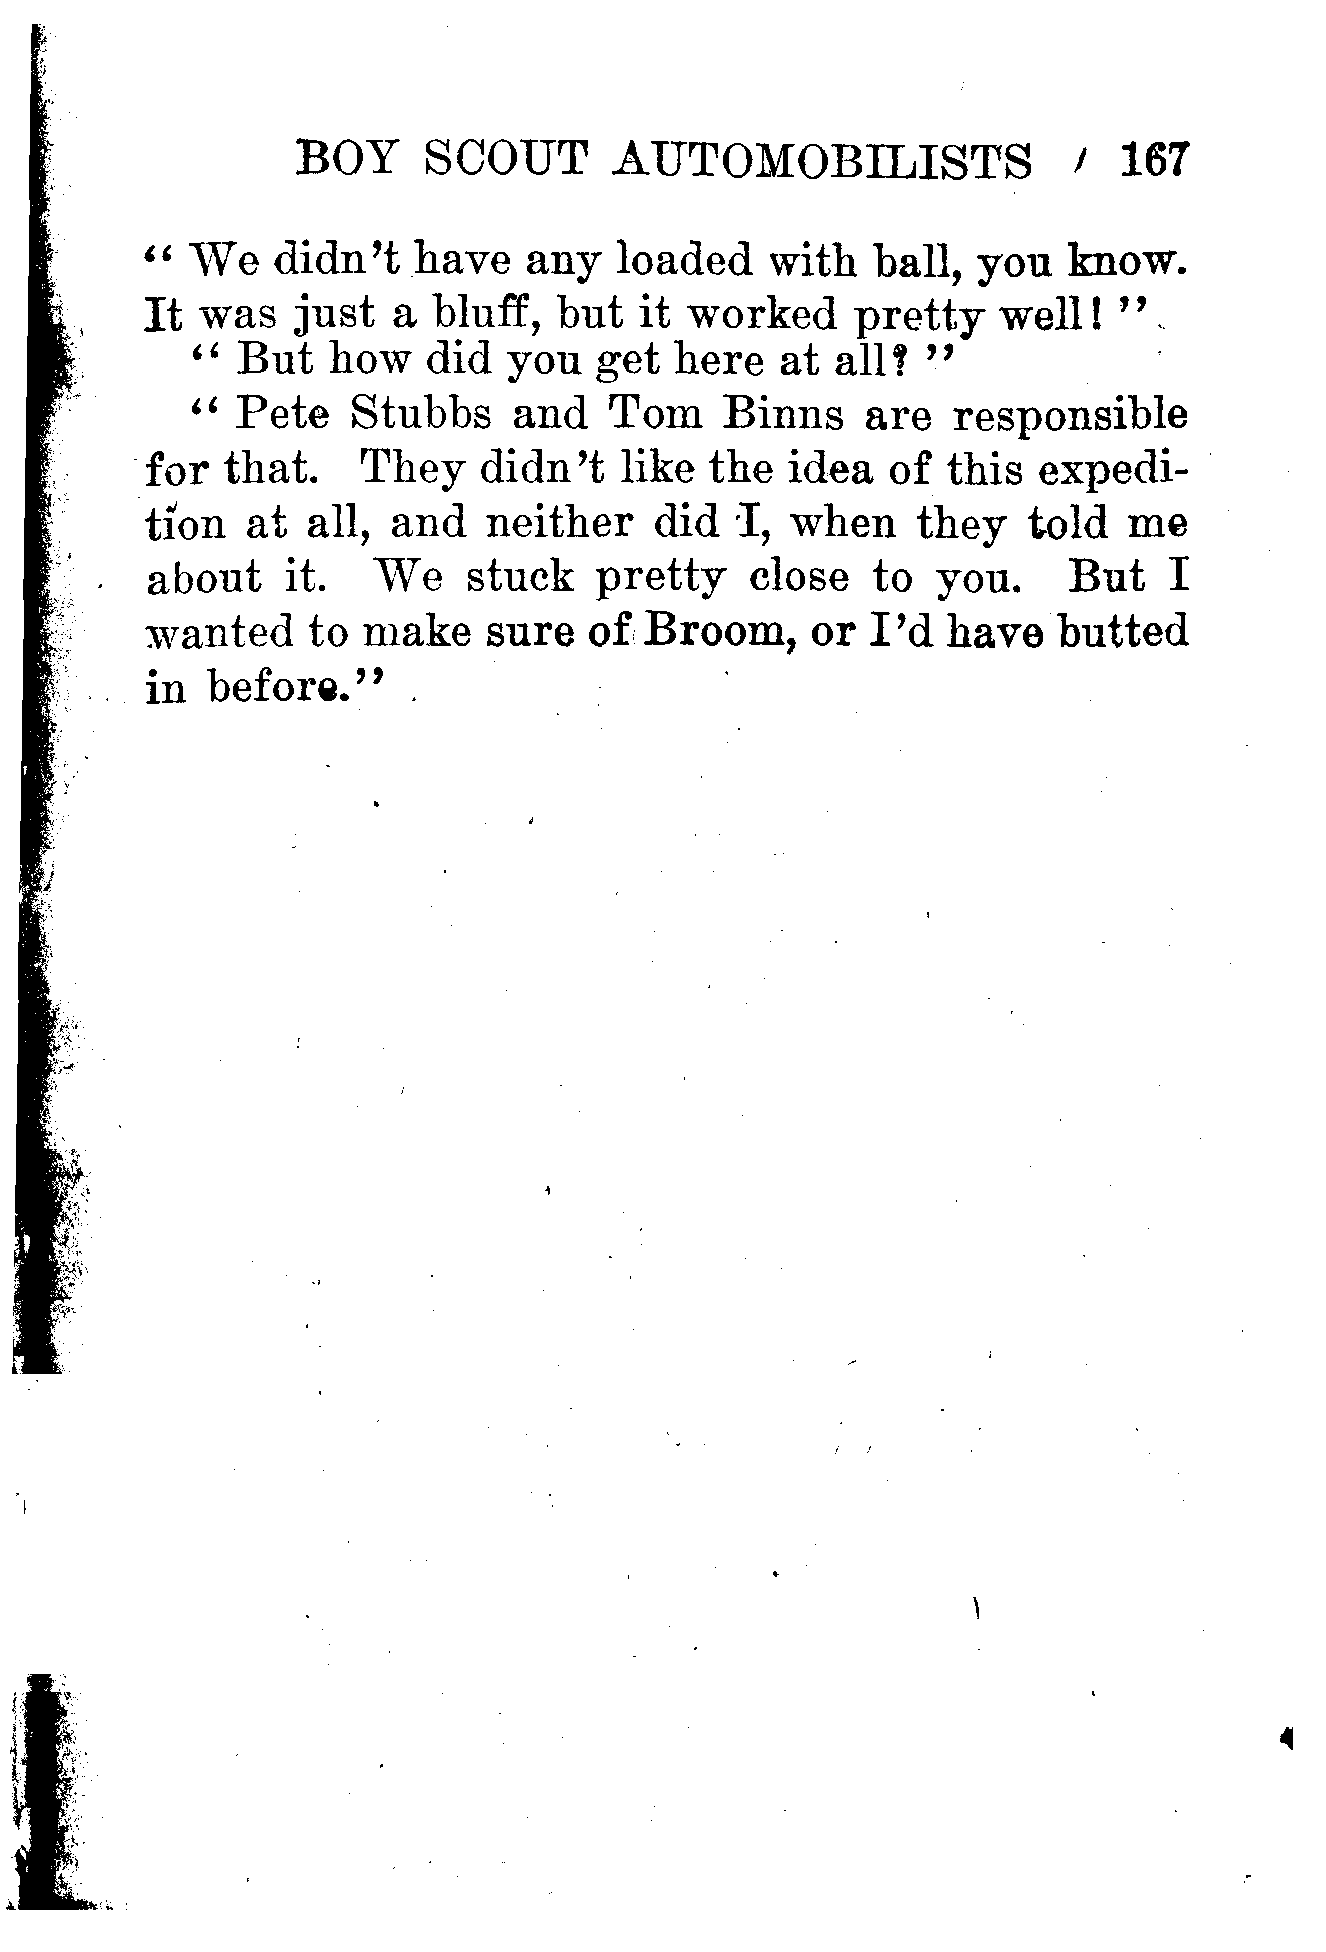 BOY SCOUT AUTOMOBILISTS 167
“ We didn’t have any loaded with ball, you know.
It was just a bluff, but it worked pretty well! ”
“ But how did you get here at all? ”
“ Pete Stubbs and Tom Binns are responsible
for that. They didn’t like the idea of this expedi-
tion at all, and neither did I, when they told me
about it. We stuck pretty close to you. But I
wanted to make sure of Broom, or I’d have butted
in before.”